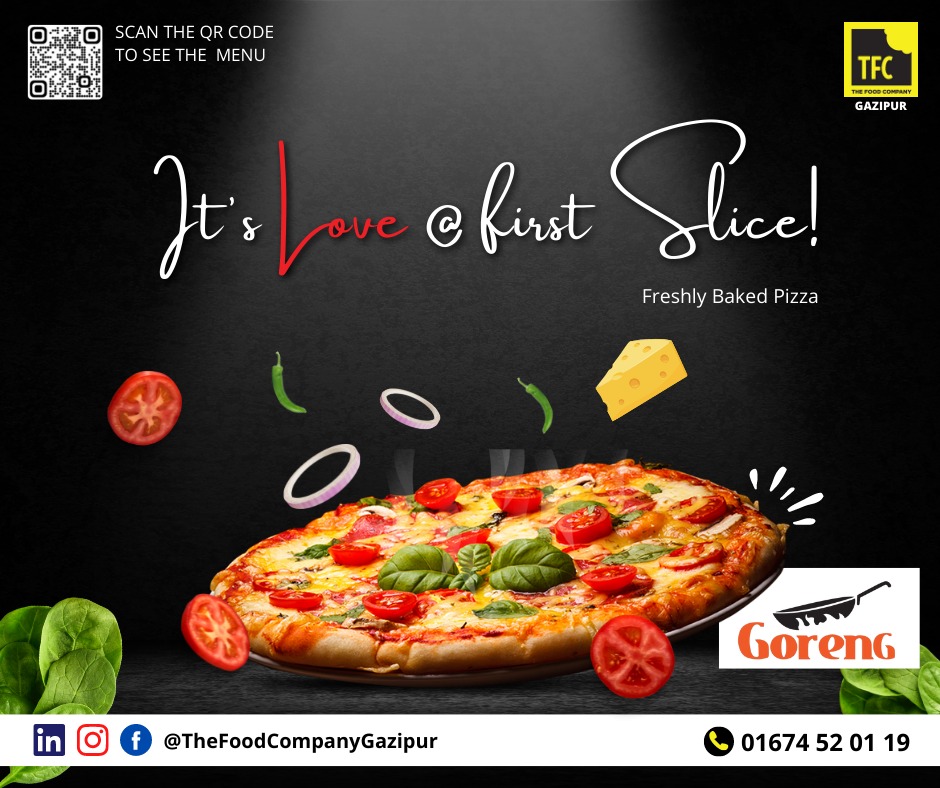 SCAN THE QR CODE
TO SEE THE MENU
TFC
THE FOOD COMPANY
GAZIPUR
It's Love @ first Slice!
Freshly Baked Pizza
Goreng
in
f
@TheFoodCompanyGazipur
01674 52 01 19